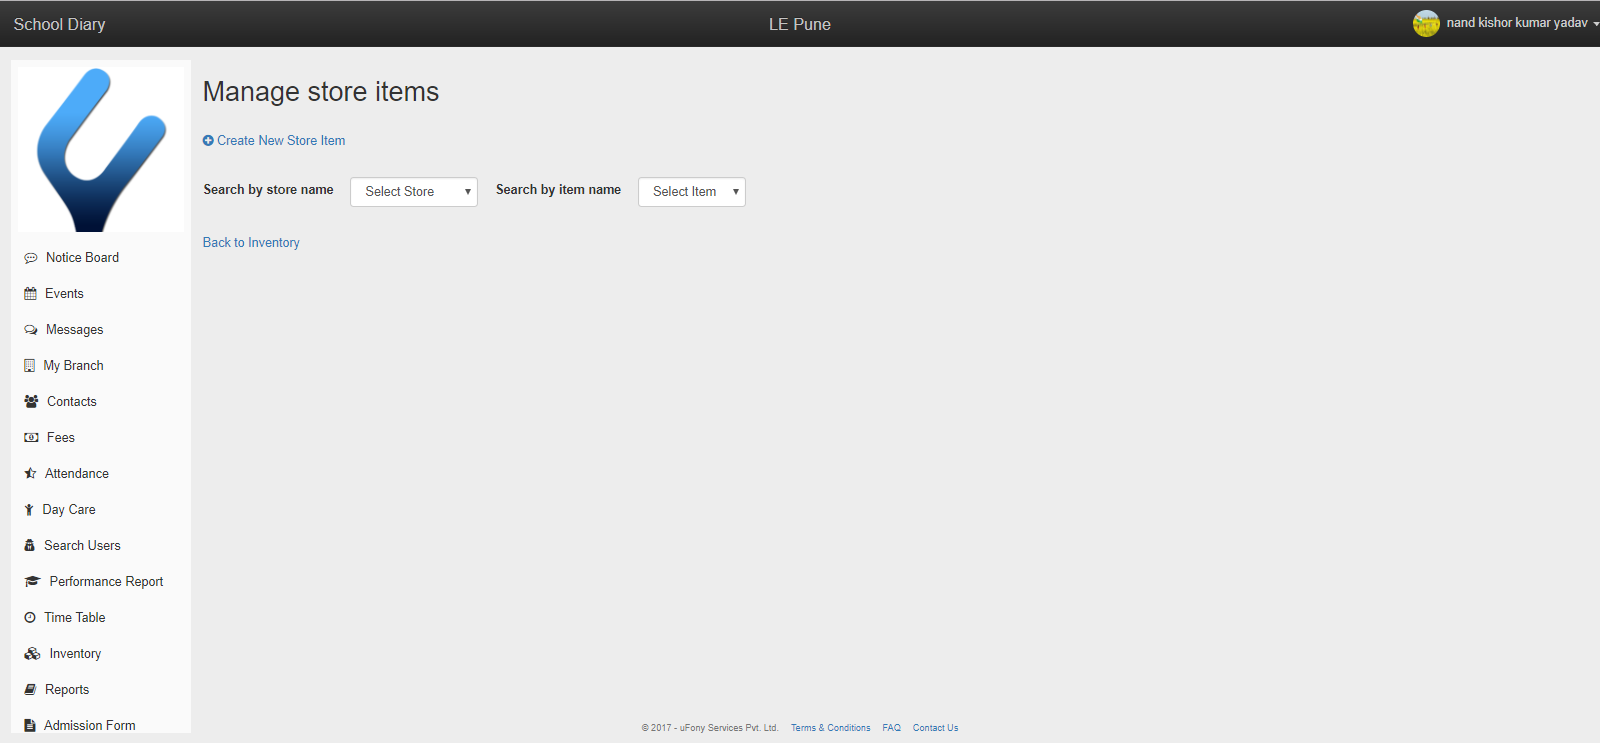 School Diary
LE Pune
nand kishor kumar yadav
Manage store items
Create New Store Item
Search by store name Select Store Search by item name Select Item
Back to Inventory
Notice Board
Events
Messages
My Branch
Contacts
Fees
Attendance
Day Care
Search Users
Performance Report
Time Table
Inventory
Reports
Admission Form
© 2017 - uFony Services Pvt. Ltd. Terms & Conditions FAQ Contact Us